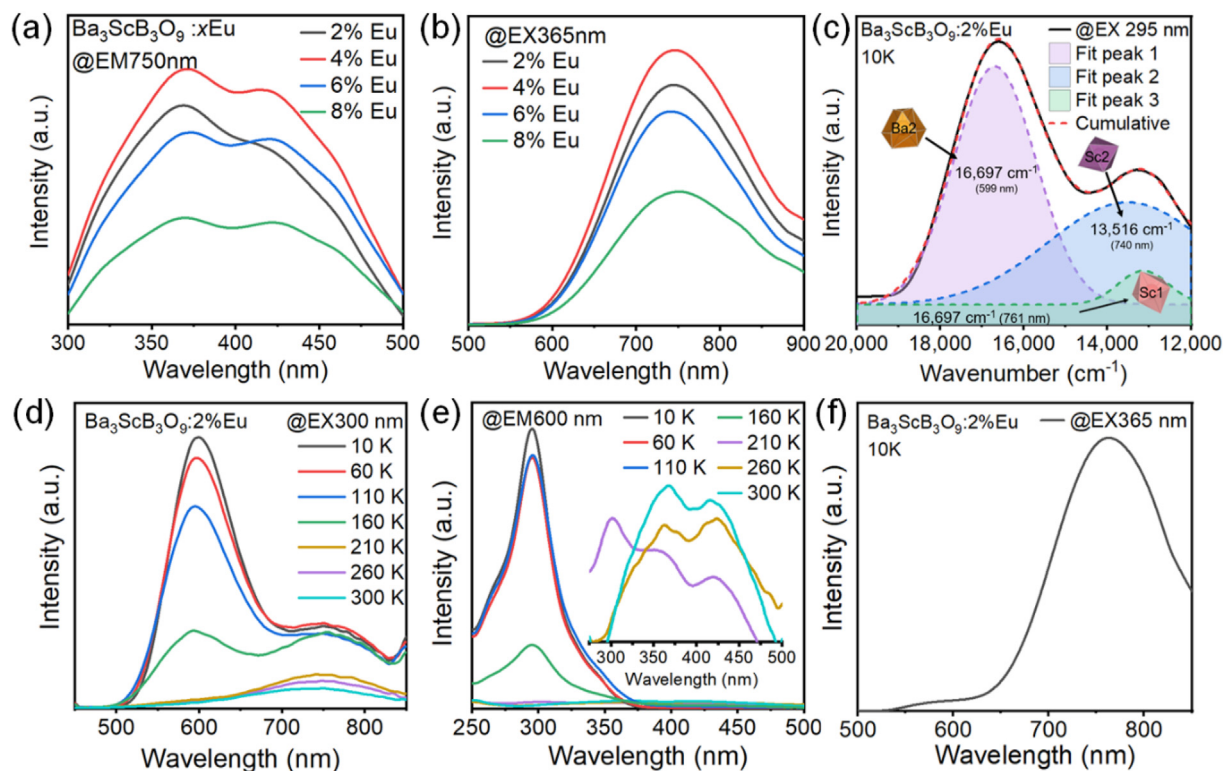 (a)
Ba₃ScB₃O₉ :xEu
@EM750nm
2% Eu
4% Eu
6% Eu
8% Eu
Intensity (a.u.)
300 350 400 450 500
Wavelength (nm)
(b)
@EX365nm
2% Eu
4% Eu
6% Eu
8% Eu
Intensity (a.u.)
500 600 700 800 900
Wavelength (nm)
(c)
Ba₃ScB₃O₉:2%Eu
10K
@EX 295 nm
Fit peak 1
Fit peak 2
Fit peak 3
Cumulative
Ba2
Sc2
16,697 cm⁻¹
(599 nm)
13,516 cm⁻¹
(740 nm)
Sc1
16,697 cm⁻¹ (761 nm)
Intensity (a.u.)
20,000 18,000 16,000 14,000 12,000
Wavenumber (cm⁻¹)
(d)
Ba₃ScB₃O₉:2%Eu
@EX300 nm
10 K
60 K
110 K
160 K
210 K
260 K
300 K
Intensity (a.u.)
450 500 600 700 800
Wavelength (nm)
(e)
@EM600 nm
10 K
60 K
110 K
160 K
210 K
260 K
300 K
300 350 400 450 500
Wavelength (nm)
Intensity (a.u.)
250 300 350 400 450 500
Wavelength (nm)
(f)
Ba₃ScB₃O₉:2%Eu
10K
@EX365 nm
Intensity (a.u.)
500 600 700 800
Wavelength (nm)